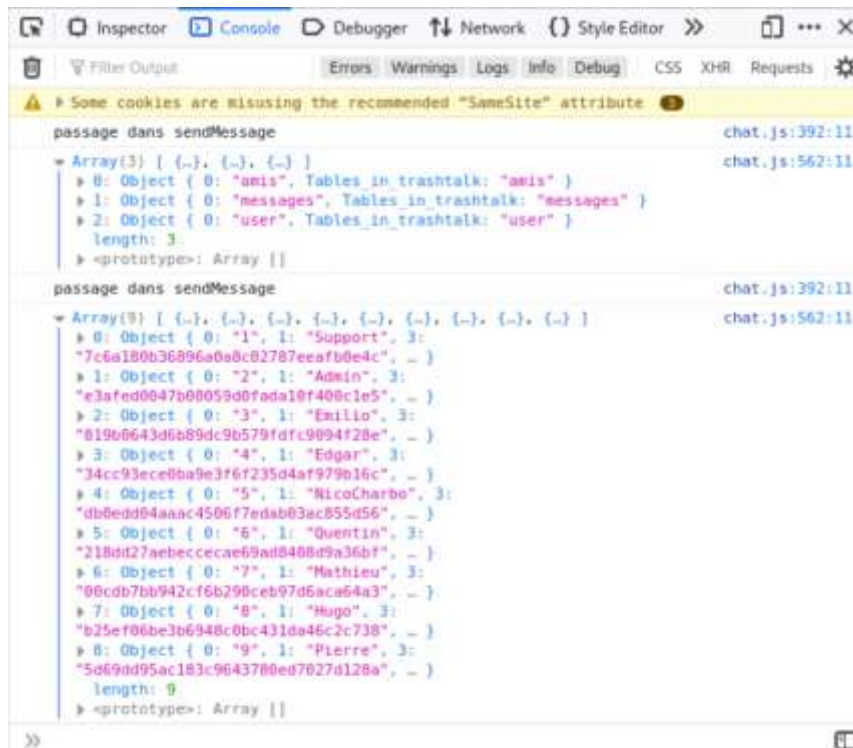 Inspector Console Debugger Network {} Style Editor >>
Filter Output Errors Warnings Logs Info Debug CSS XHR Requests
Some cookies are misusing the recommended "SameSite" attribute 3
passage dans sendMessage chat.js:392:11
Array(3) [ {…}, {…}, {…} ] chat.js:562:11
0: Object { 0: "amis", Tables_in_trashtalk: "amis" }
1: Object { 0: "messages", Tables_in_trashtalk: "messages" }
2: Object { 0: "user", Tables_in_trashtalk: "user" }
length: 3
<prototype>: Array []
passage dans sendMessage chat.js:392:11
Array(9) [ {…}, {…}, {…}, {…}, {…}, {…}, {…}, {…}, {…} ] chat.js:562:11
0: Object { 0: "1", 1: "Support", 3:
"7c6a180b36896a0a8c02787eeafb0e4c", … }
1: Object { 0: "2", 1: "Admin", 3:
"e3afed0047b08059d0fada10f400c1e5", … }
2: Object { 0: "3", 1: "Emilio", 3:
"819b0643d6b89dc9b579fdfc9094f28e", … }
3: Object { 0: "4", 1: "Edgar", 3:
"34cc93ece0ba9e3f6f235d4af979b16c", … }
4: Object { 0: "5", 1: "NicoCharbo", 3:
"db0edd04aaac4506f7edab03ac855d56", … }
5: Object { 0: "6", 1: "Quentin", 3:
"218dd27aebeccecae69ad8408d9a36bf", … }
6: Object { 0: "7", 1: "Mathieu", 3:
"00cdb7bb942cf6b290ceb97d6aca64a3", … }
7: Object { 0: "8", 1: "Hugo", 3:
"b25ef06be3b6948c0bc431da46c2c738", … }
8: Object { 0: "9", 1: "Pierre", 3:
"5d69dd95ac183c9643780ed7027d128a", … }
length: 9
<prototype>: Array []
>>